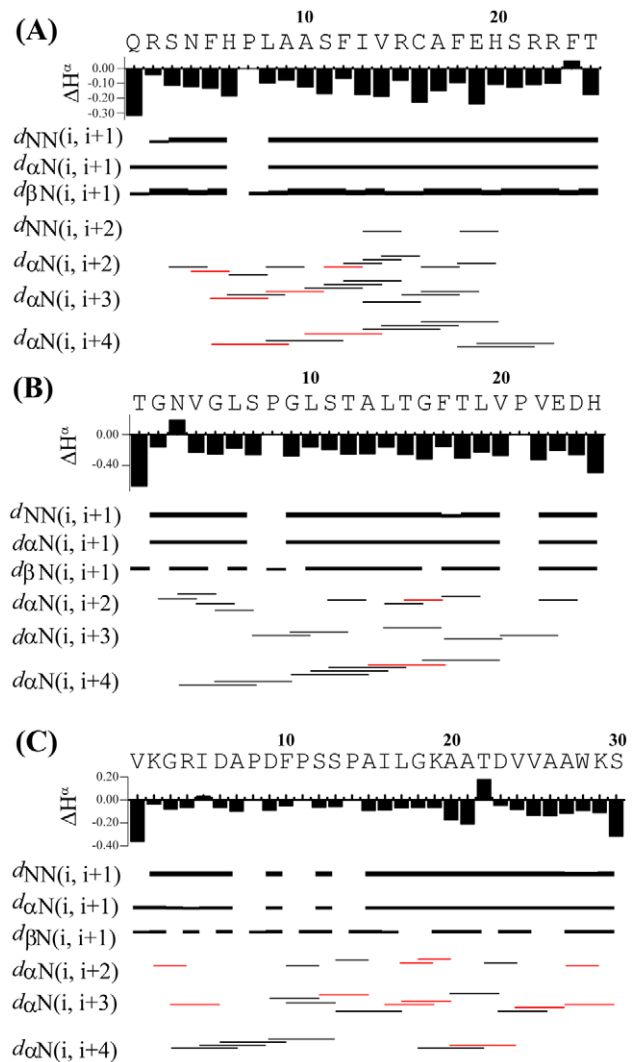 (A)
10 20
QRSNFHPLAASFIVRCAFEHSRRFT
ΔHα
0.00
-0.10
-0.20
-0.30
dNN(i, i+1)
dαN(i, i+1)
dβN(i, i+1)
dNN(i, i+2)
dαN(i, i+2)
dαN(i, i+3)
dαN(i, i+4)
(B)
10 20
TGNVGLSPGLSTALTGFTLVPVEDH
ΔHα
0.00
-0.40
dNN(i, i+1)
dαN(i, i+1)
dβN(i, i+1)
dαN(i, i+2)
dαN(i, i+3)
dαN(i, i+4)
(C)
10 20 30
VKGRIDAPDFPSSPAILGKAATDVVAAWKS
ΔHα
0.20
0.00
-0.20
-0.40
dNN(i, i+1)
dαN(i, i+1)
dβN(i, i+1)
dαN(i, i+2)
dαN(i, i+3)
dαN(i, i+4)